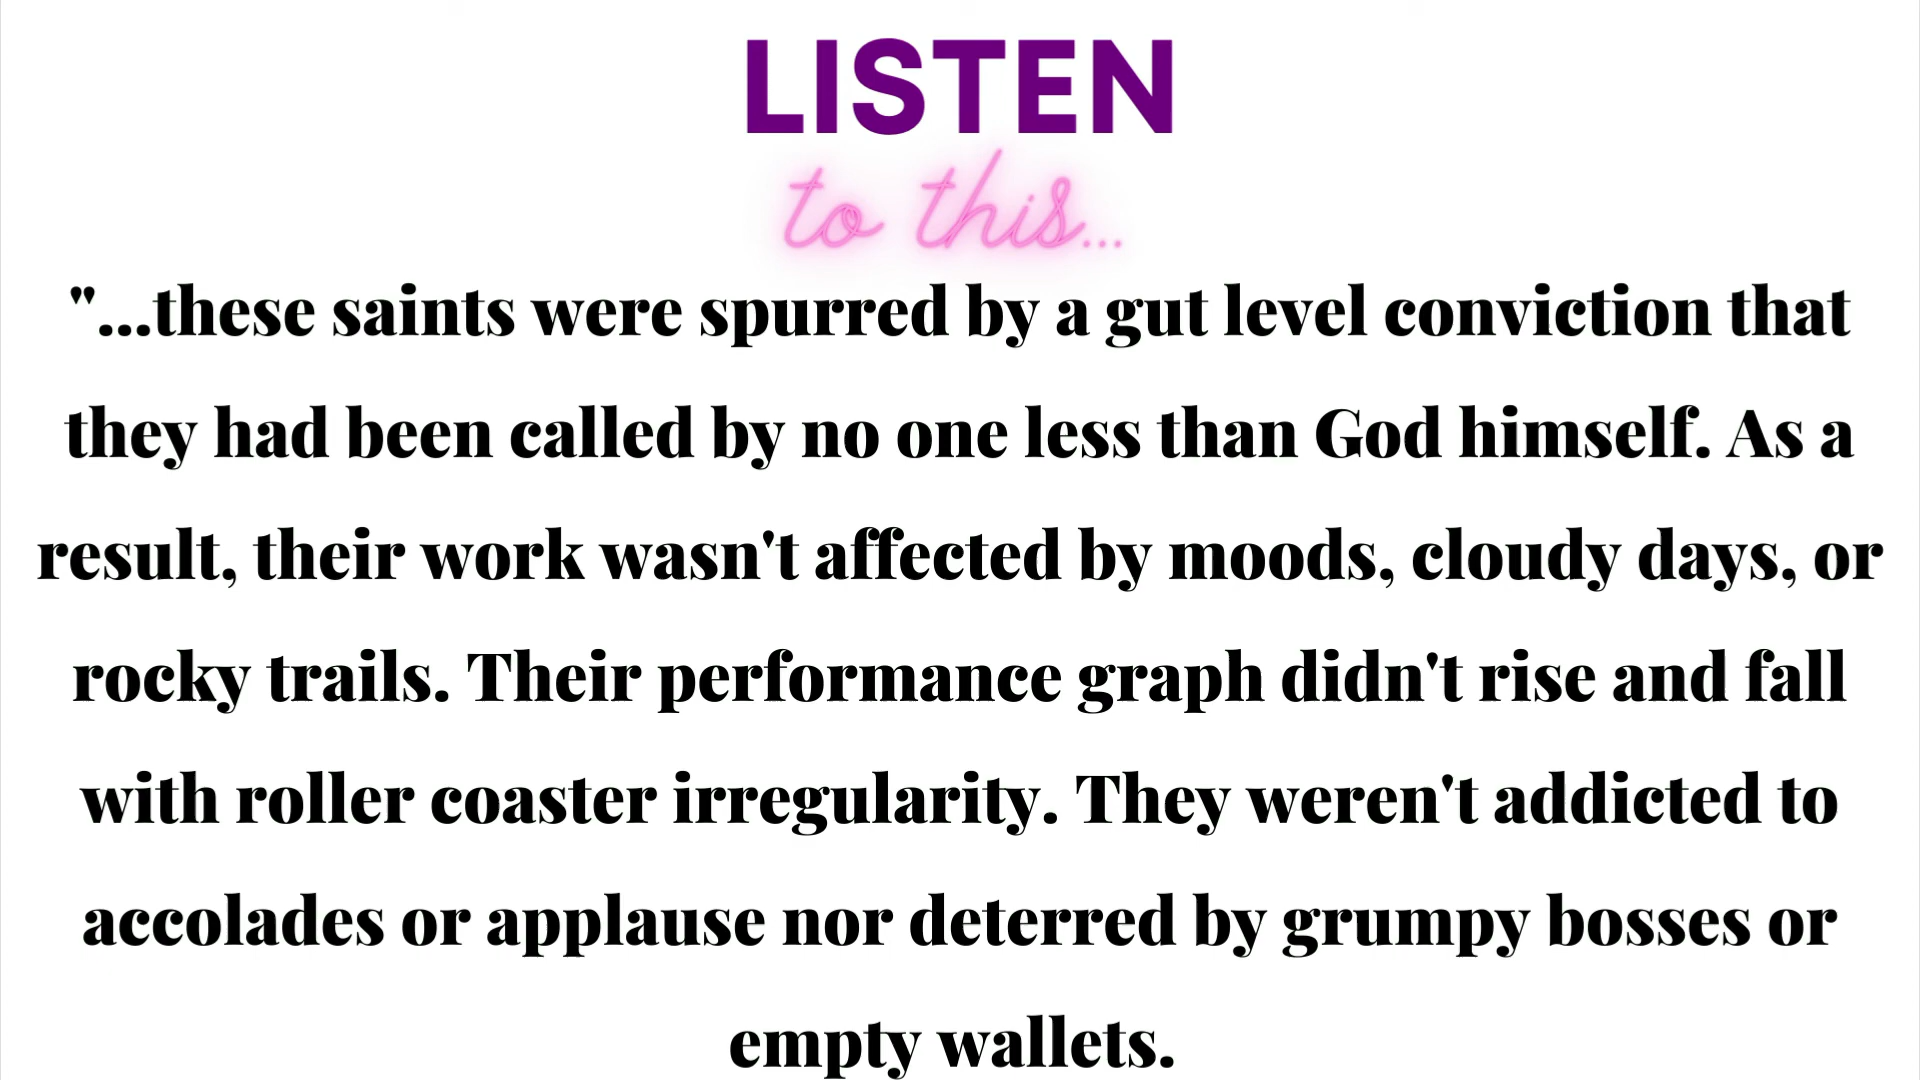 LISTEN
to this...
"...these saints were spurred by a gut level conviction that
they had been called by no one less than God himself. As a
result, their work wasn't affected by moods, cloudy days, or
rocky trails. Their performance graph didn't rise and fall
with roller coaster irregularity. They weren't addicted to
accolades or applause nor deterred by grumpy bosses or
empty wallets.